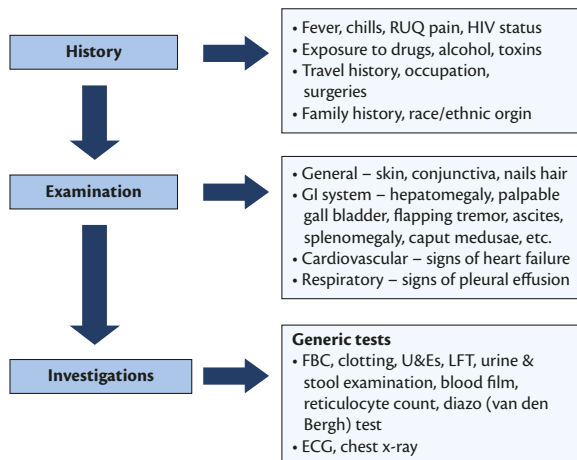 History
• Fever, chills, RUQ pain, HIV status
• Exposure to drugs, alcohol, toxins
• Travel history, occupation,
surgeries
• Family history, race/ethnic orgin
Examination
• General – skin, conjunctiva, nails hair
• GI system – hepatomegaly, palpable
gall bladder, flapping tremor, ascites,
splenomegaly, caput medusae, etc.
• Cardiovascular – signs of heart failure
• Respiratory – signs of pleural effusion
Investigations
Generic tests
• FBC, clotting, U&Es, LFT, urine &
stool examination, blood film,
reticulocyte count, diazo (van den
Bergh) test
• ECG, chest x-ray